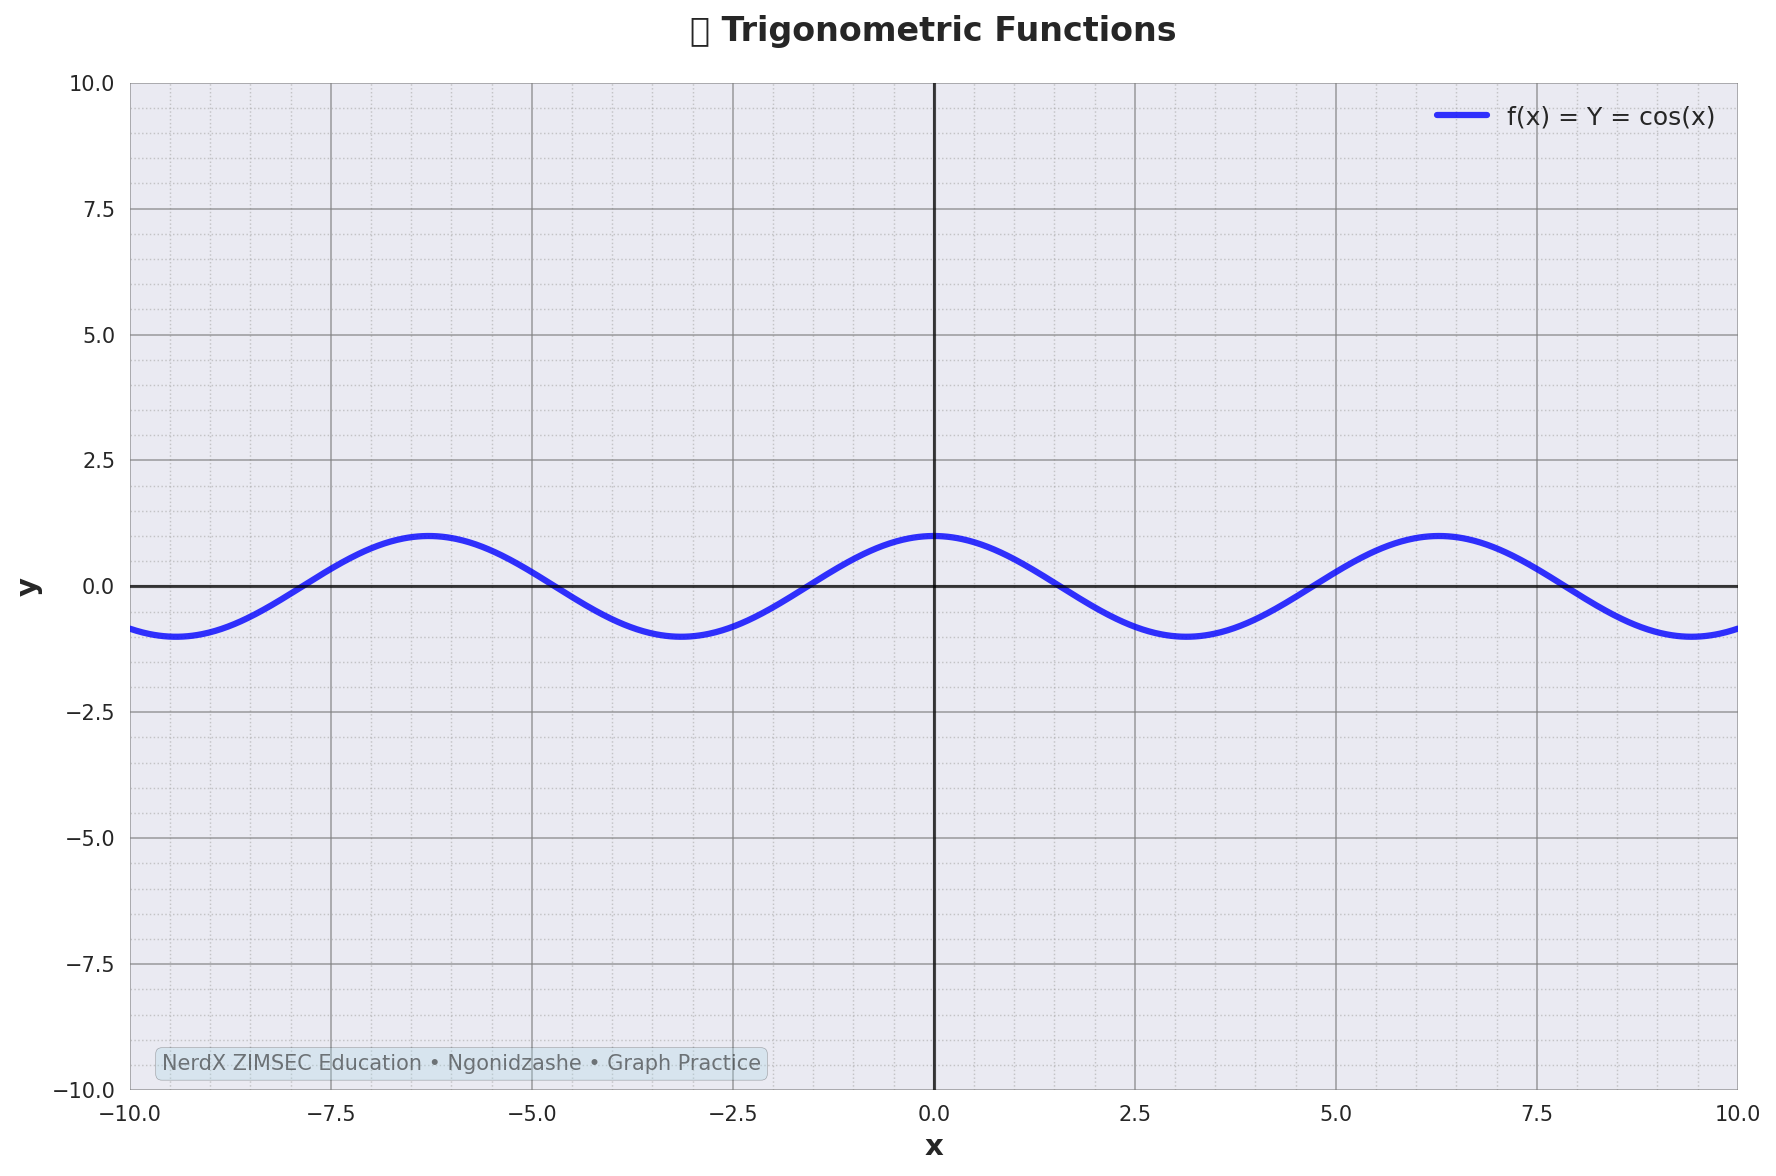 ▯ Trigonometric Functions
10.0
f(x) = Y = cos(x)
7.5
5.0
2.5
0.0
y
−2.5
−5.0
−7.5
NerdX ZIMSEC Education • Ngonidzashe • Graph Practice
−10.0
−10.0 −7.5 −5.0 −2.5 0.0 2.5 5.0 7.5 10.0
x